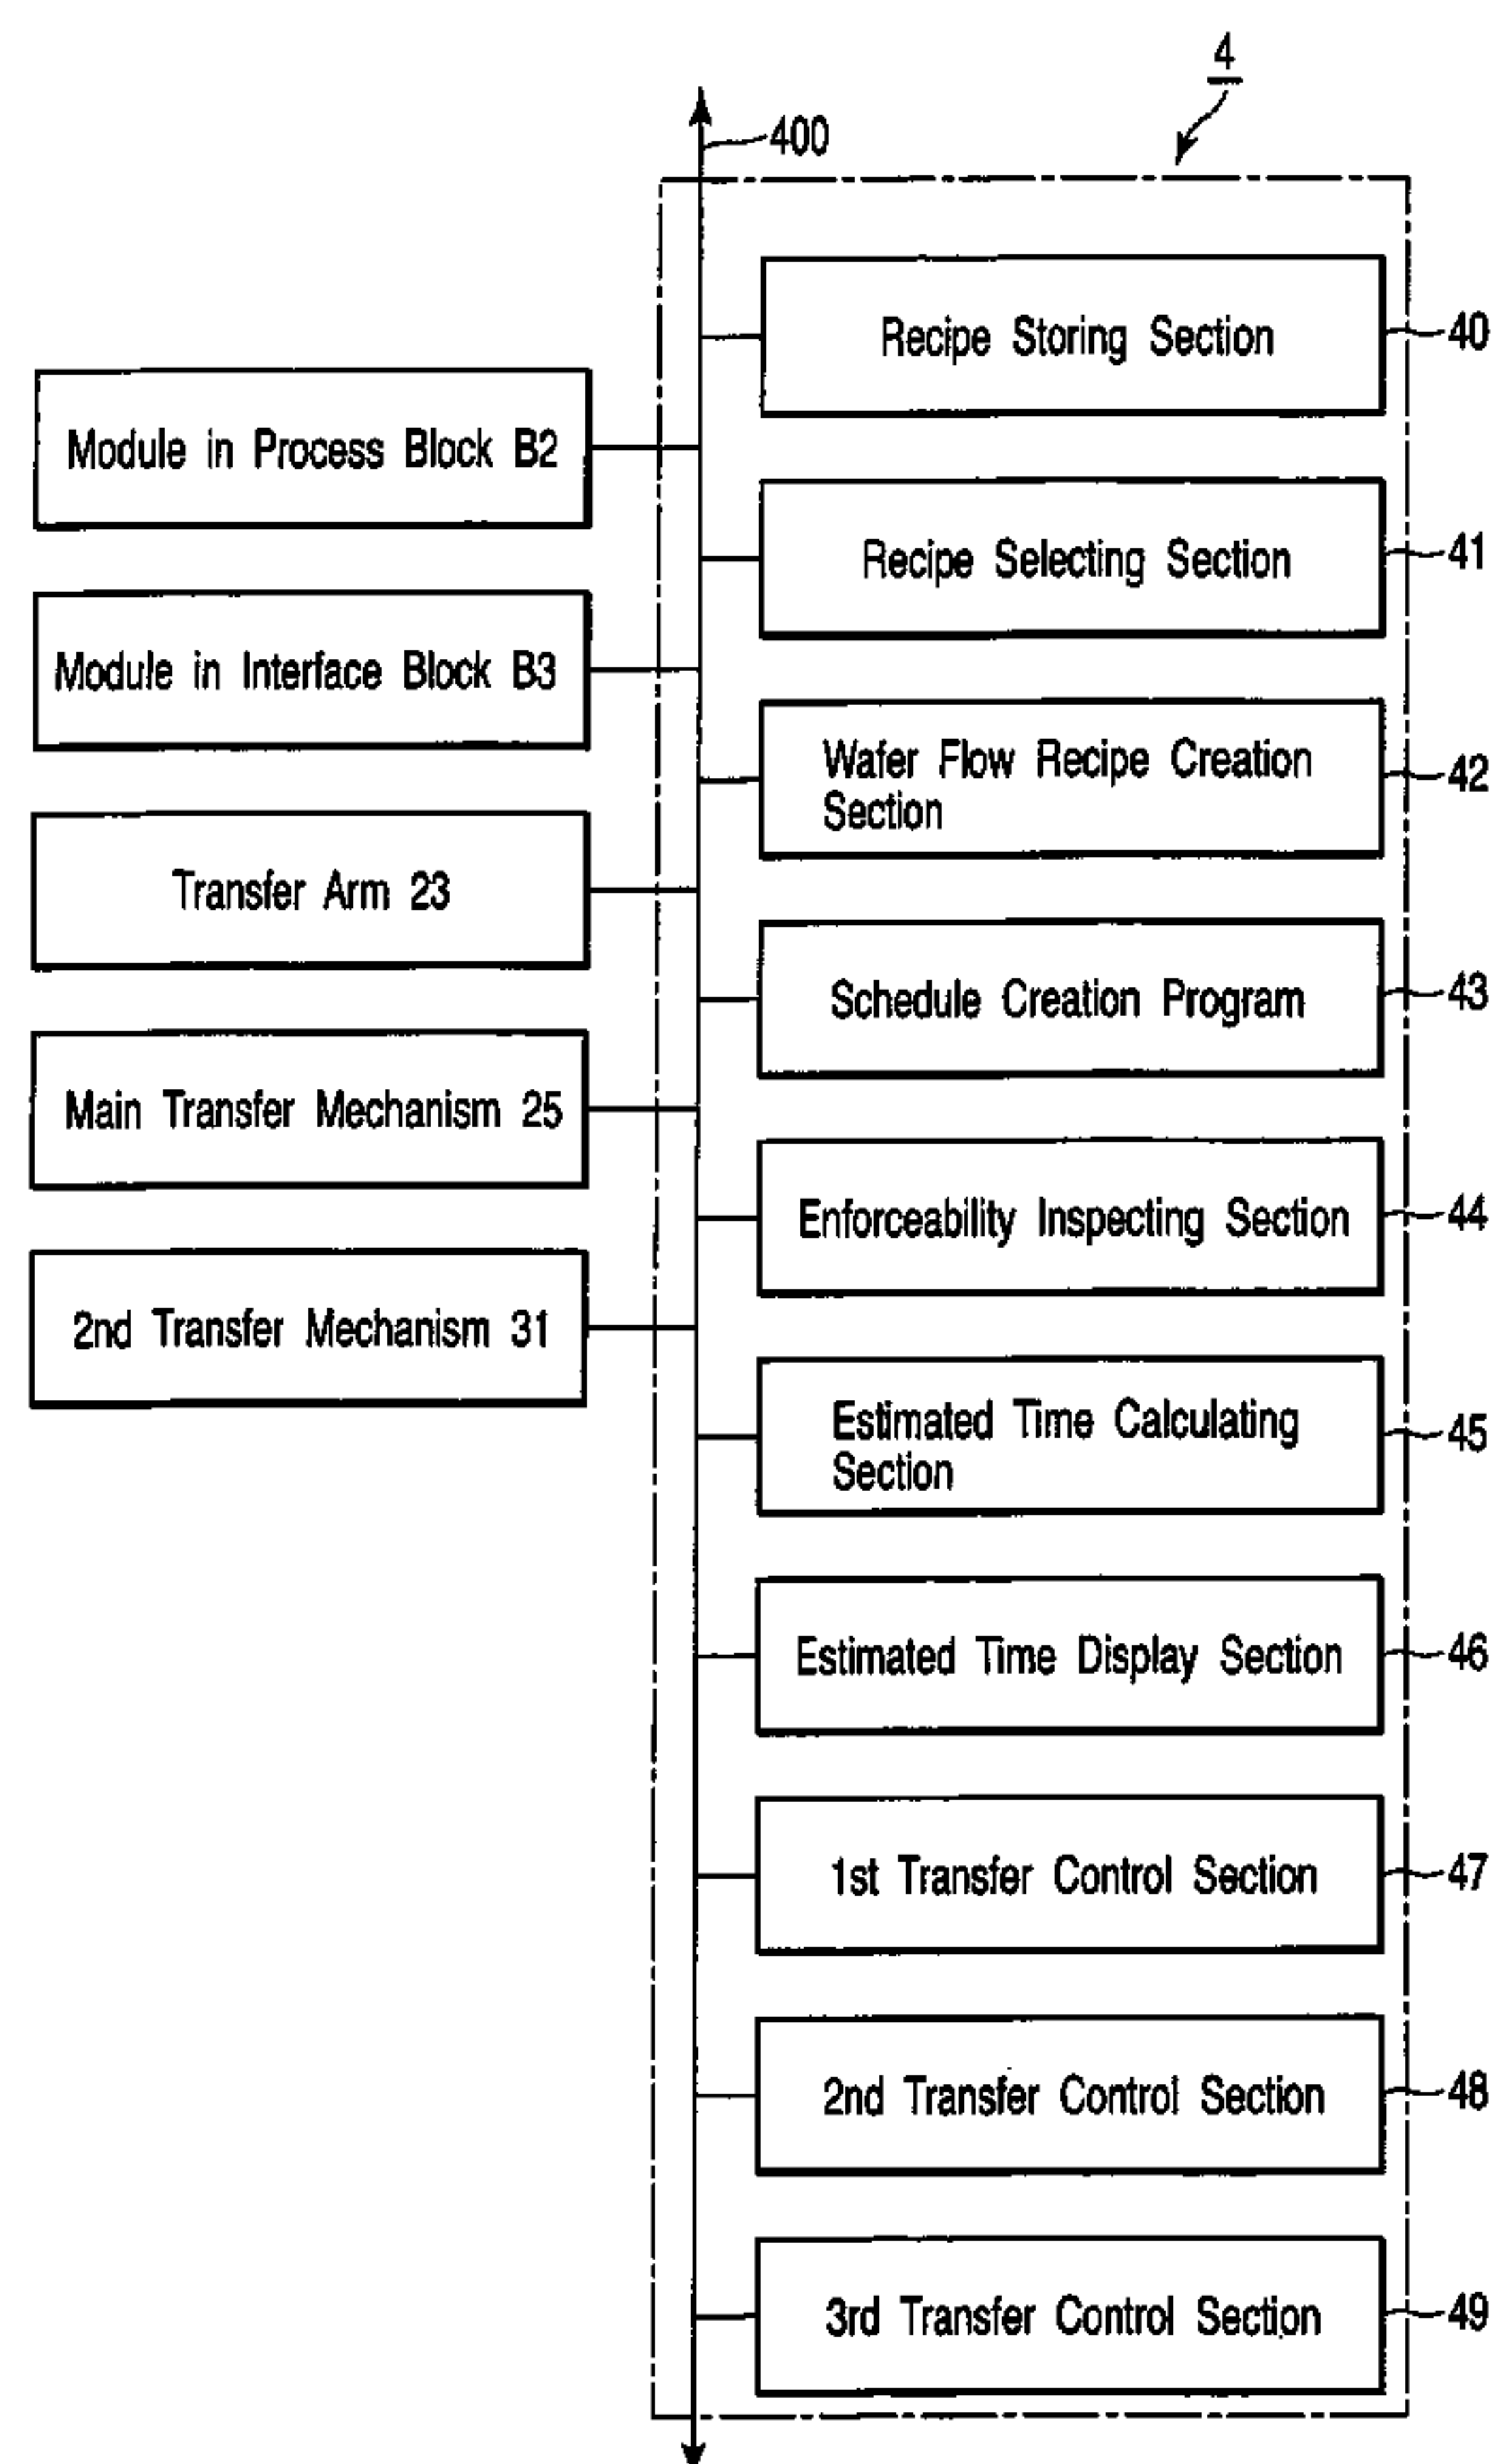 4
400
Recipe Storing Section
40
Module in Process Block B2
Recipe Selecting Section
41
Module in Interface Block B3
Wafer Flow Recipe Creation
Section
42
Transfer Arm 23
Schedule Creation Program
43
Main Transfer Mechanism 25
Enforceability Inspecting Section
44
2nd Transfer Mechanism 31
Estimated Time Calculating
Section
45
Estimated Time Display Section
46
1st Transfer Control Section
47
2nd Transfer Control Section
48
3rd Transfer Control Section
49